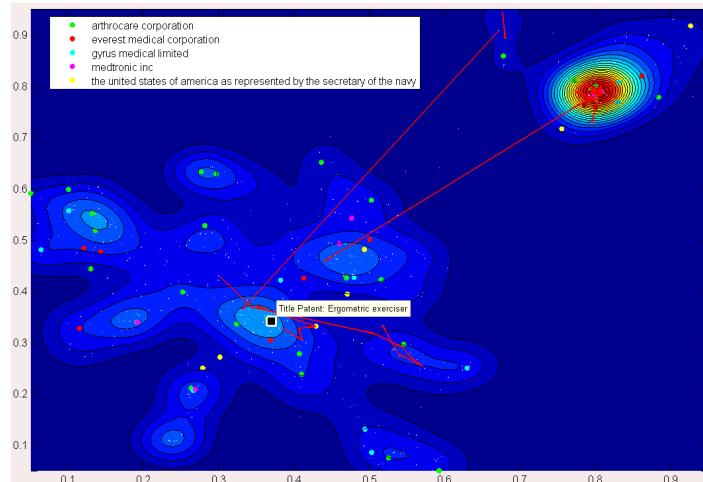 arthrocare corporation
everest medical corporation
gyrus medical limited
medtronic inc
the united states of america as represented by the secretary of the navy
0.9
0.8
0.7
0.6
0.5
0.4
0.3
0.2
0.1
Title Patent: Ergometric exerciser
0.1 0.2 0.3 0.4 0.5 0.6 0.7 0.8 0.9